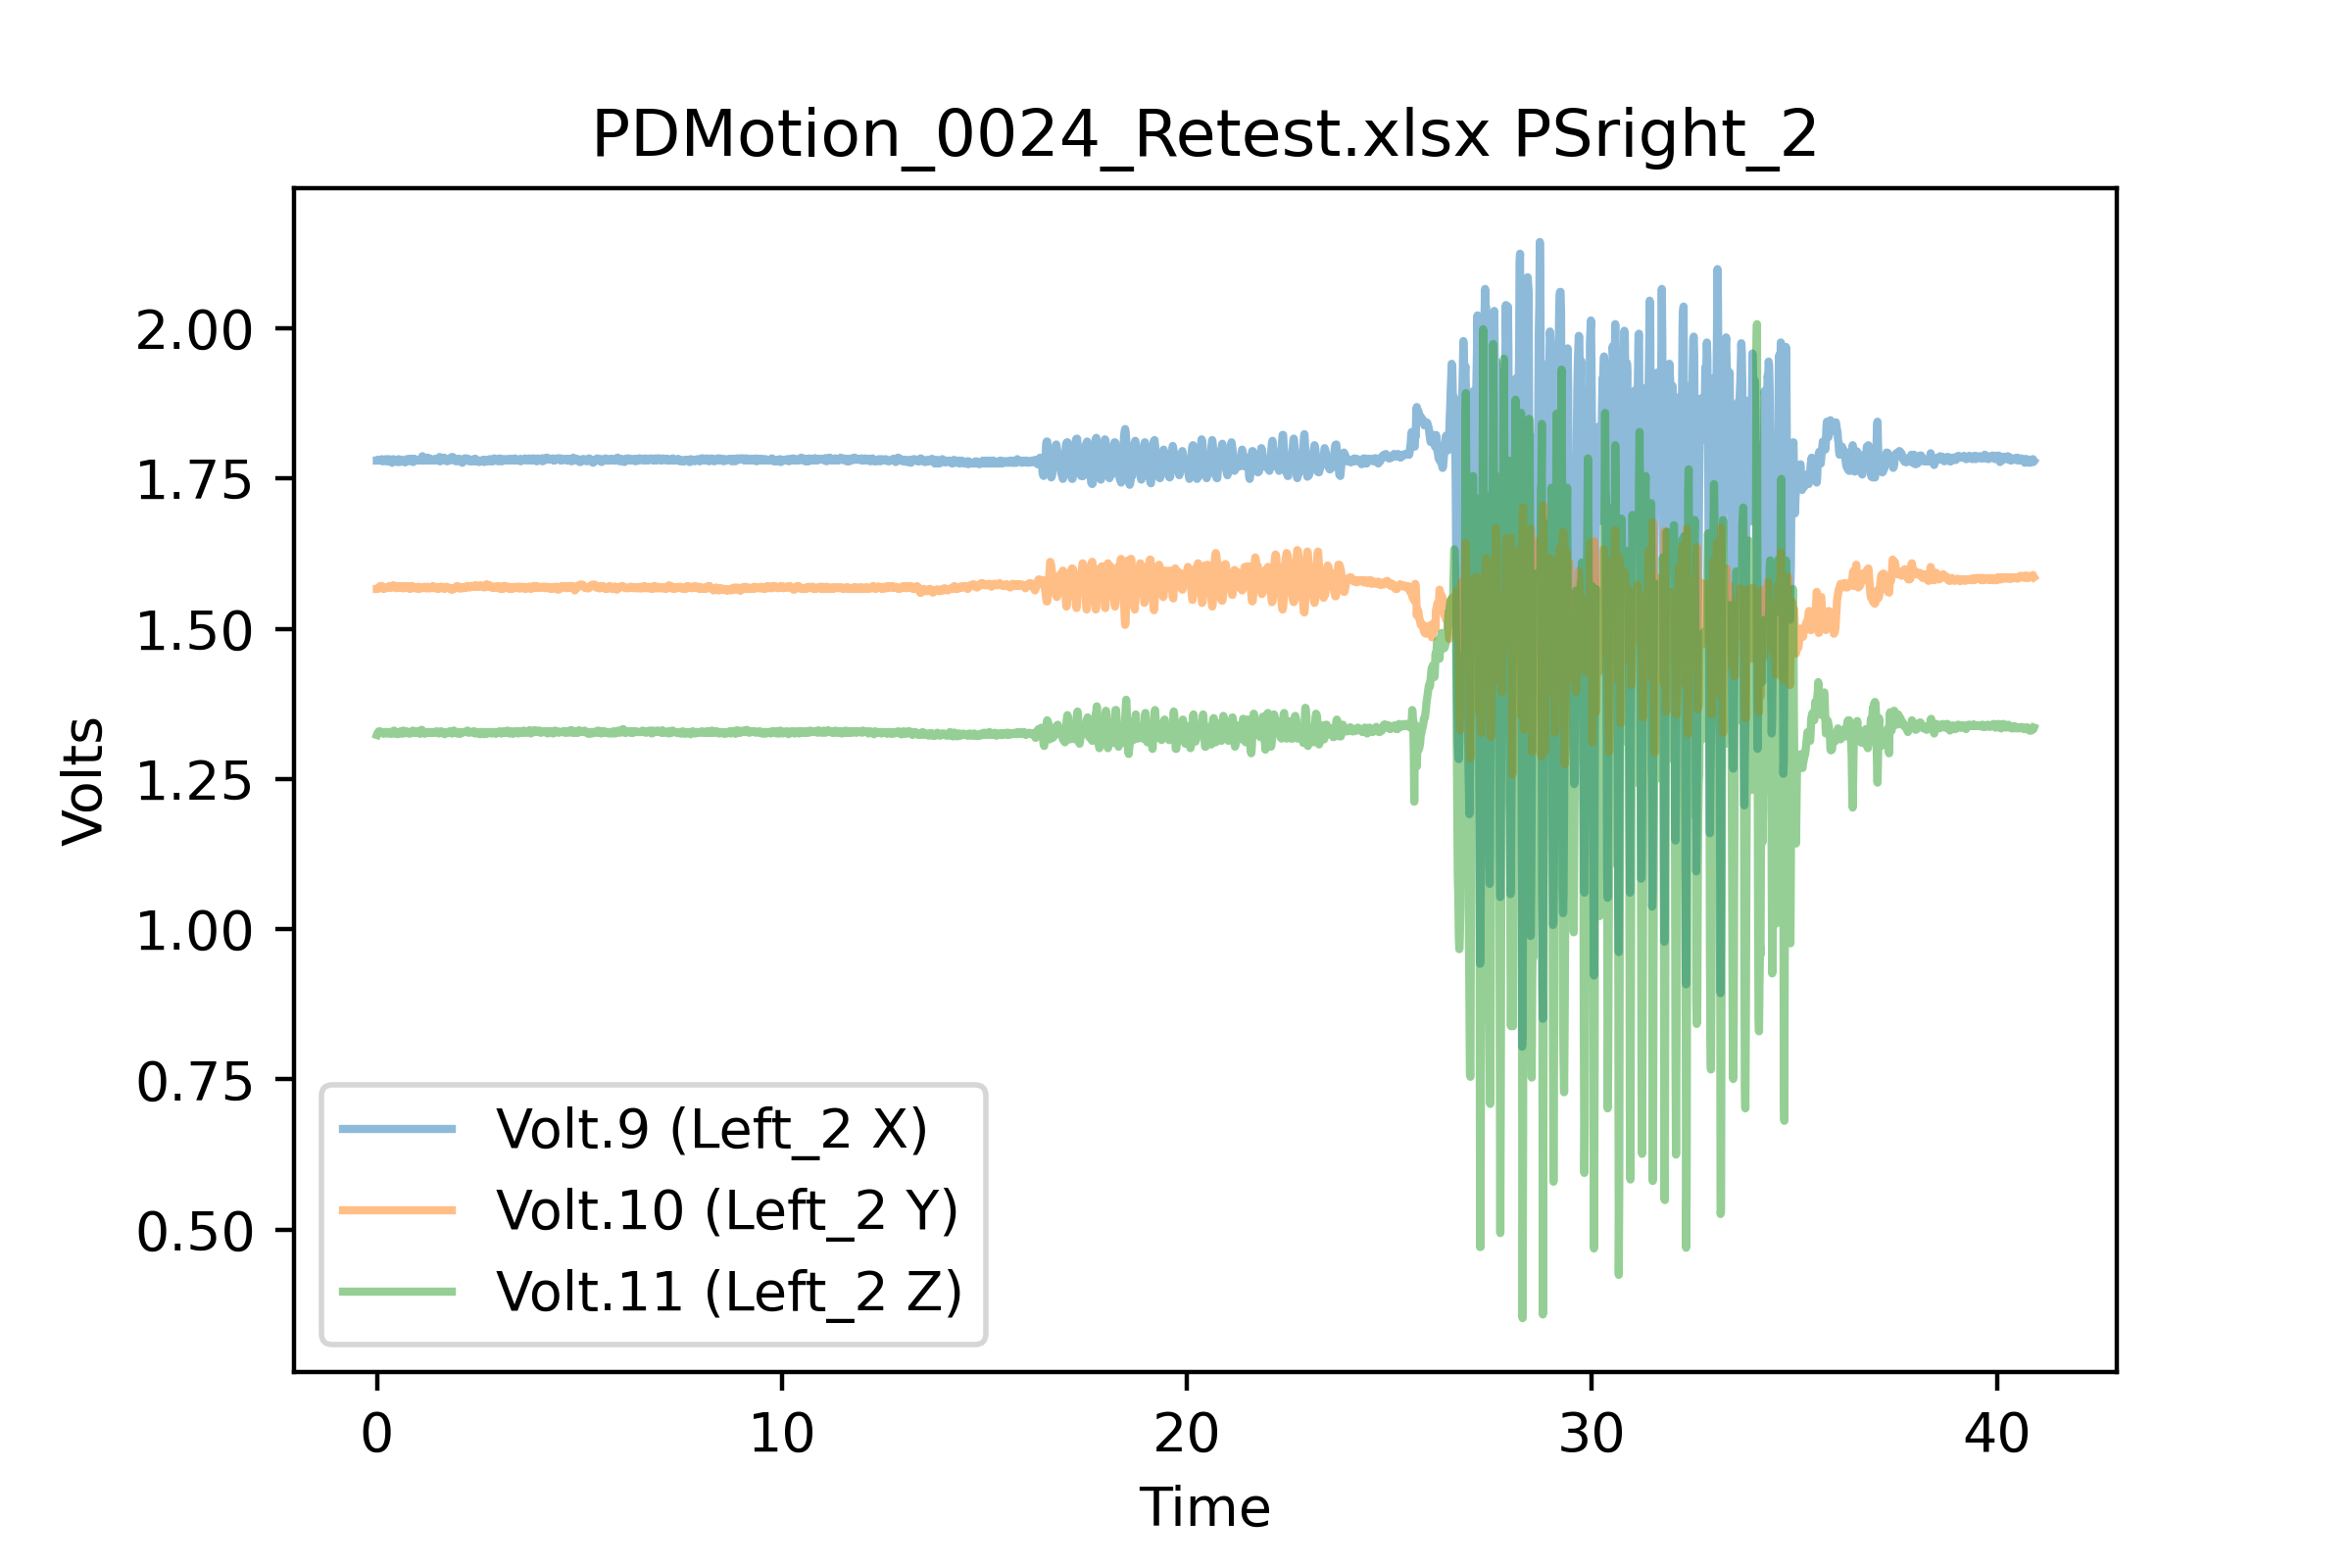 PDMotion_0024_Retest.xlsx PSright_2
Volts
2.00
1.75
1.50
1.25
1.00
0.75
0.50
Volt.9 (Left_2 X)
Volt.10 (Left_2 Y)
Volt.11 (Left_2 Z)
0 10 20 30 40
Time